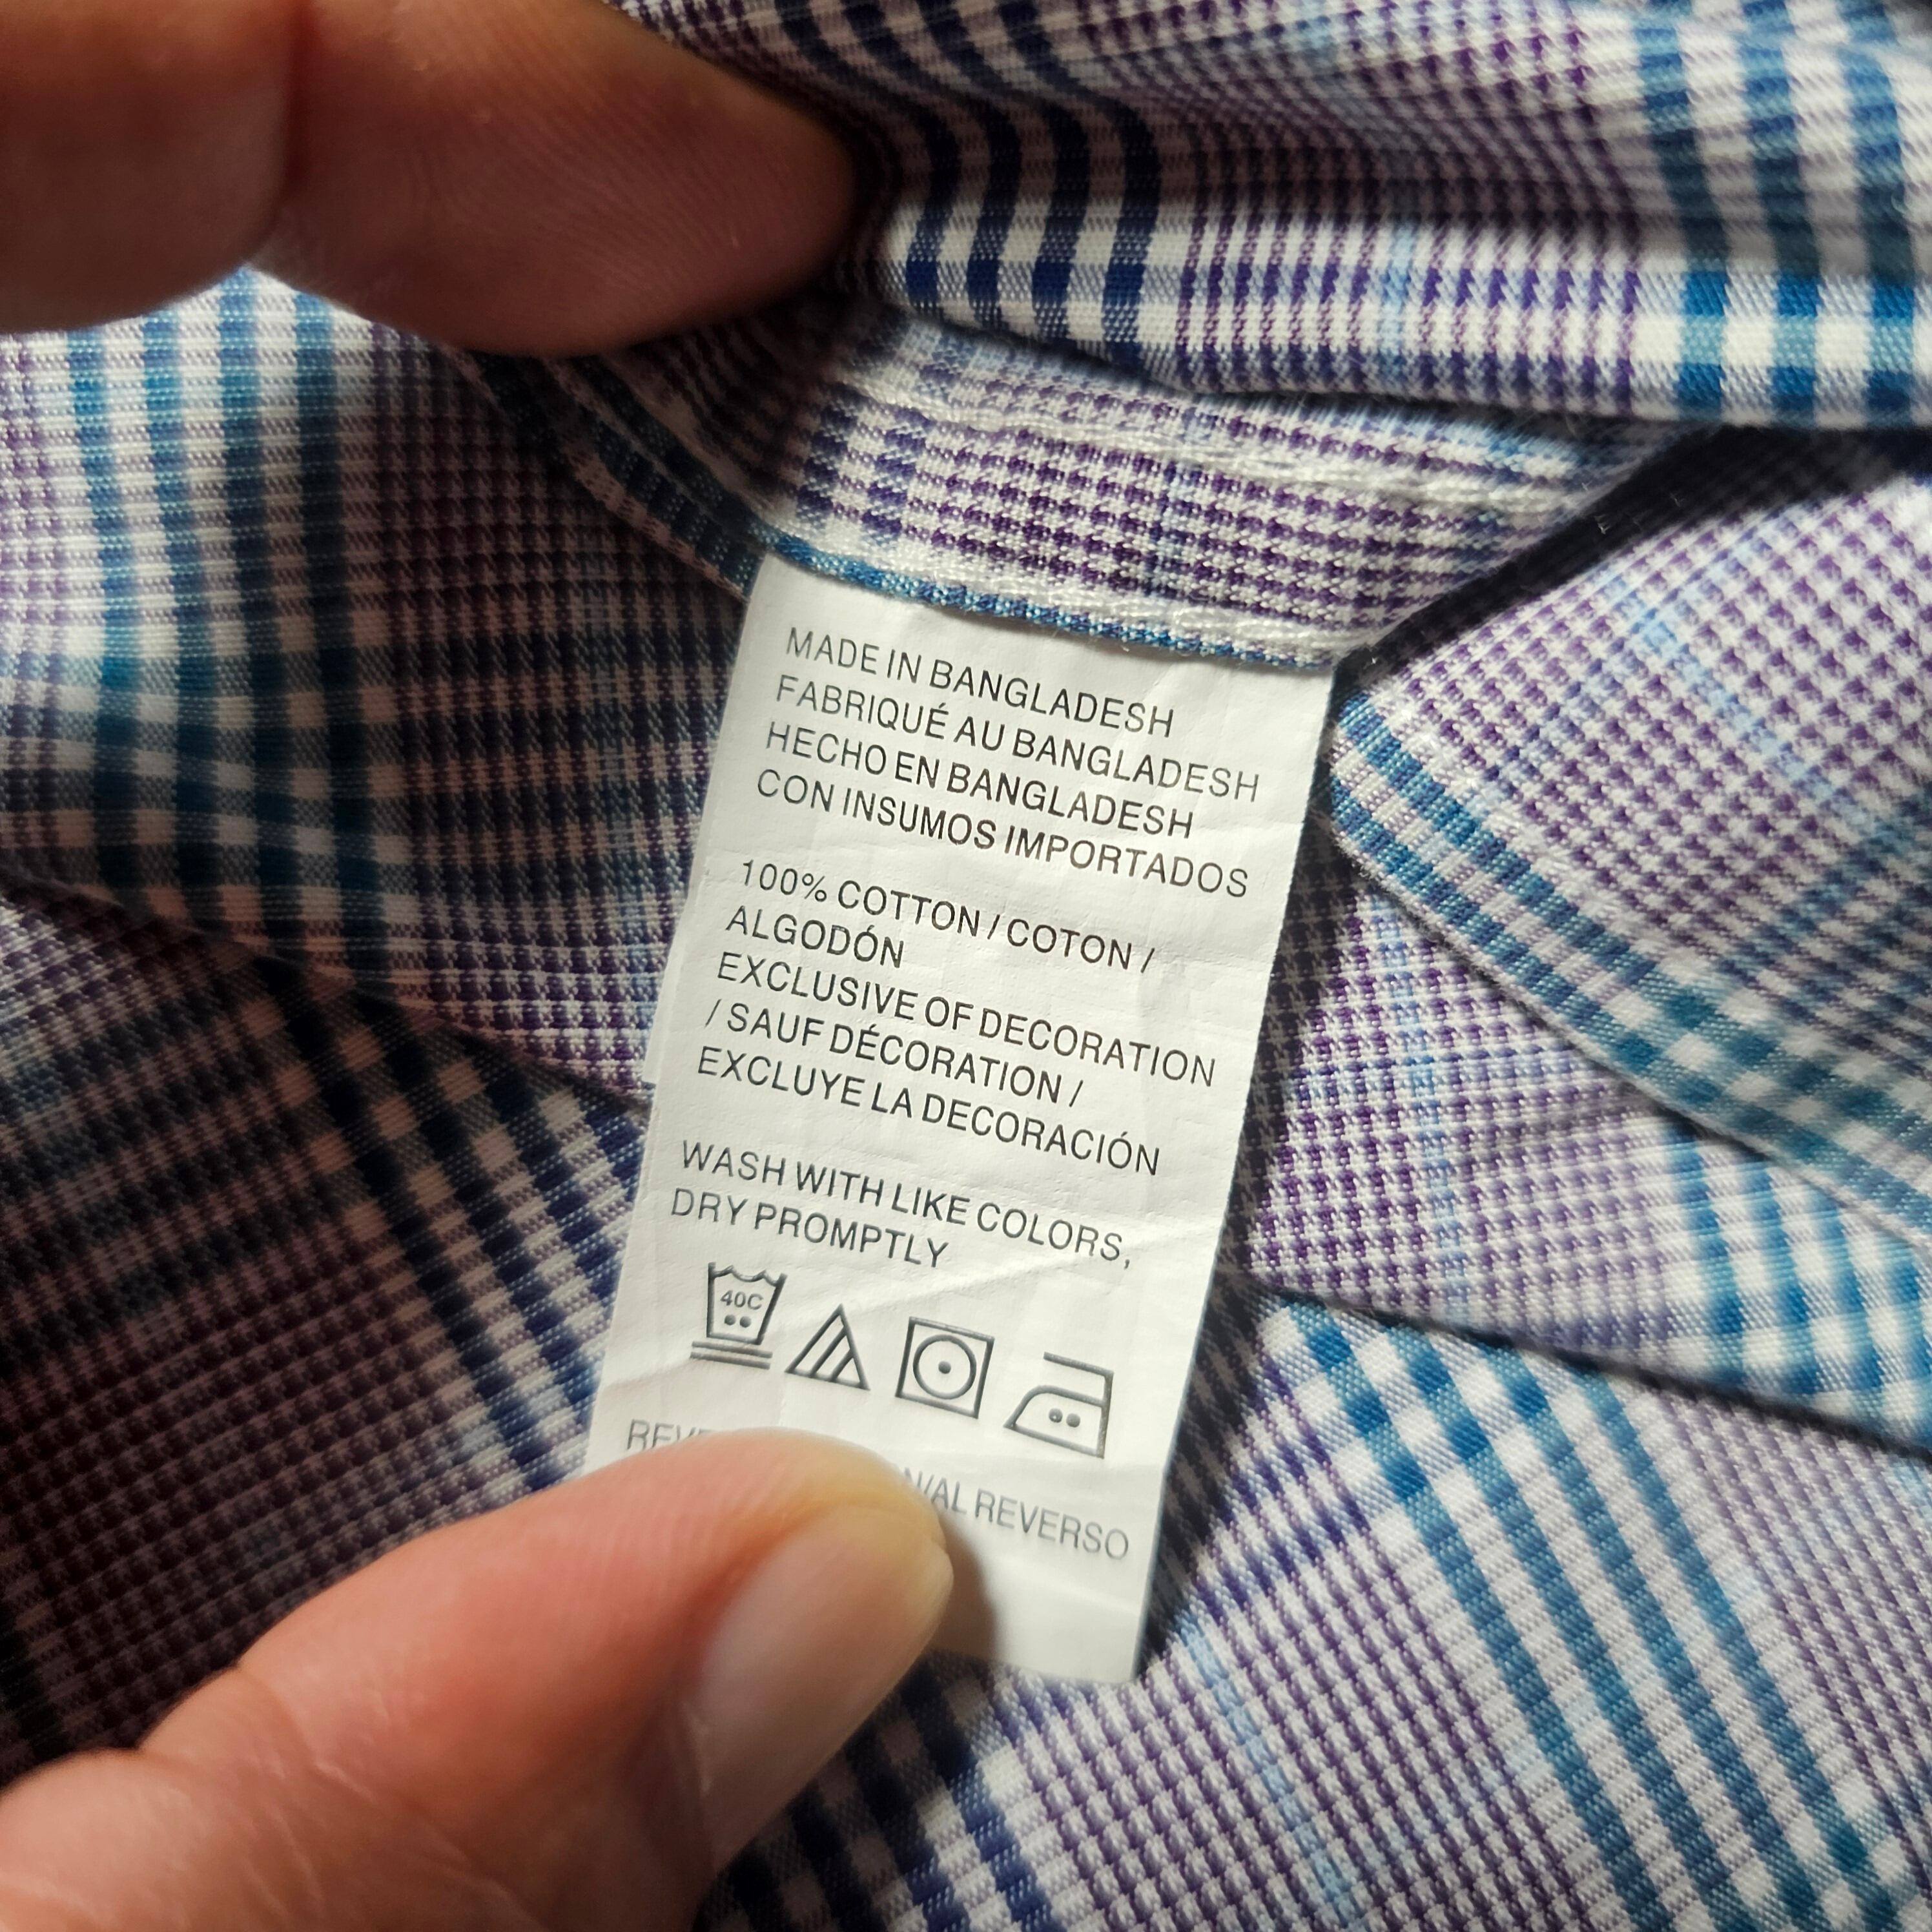 MADE IN BANGLADESH
FABRIQUÉ AU BANGLADESH
HECHO EN BANGLADESH
CON INSUMOS IMPORTADOS
100% COTTON / COTON /
ALGODÓN
EXCLUSIVE OF DECORATION
/ SAUF DÉCORATION /
EXCLUYE LA DECORACIÓN
WASH WITH LIKE COLORS,
DRY PROMPTLY
40C
AL REVERSO